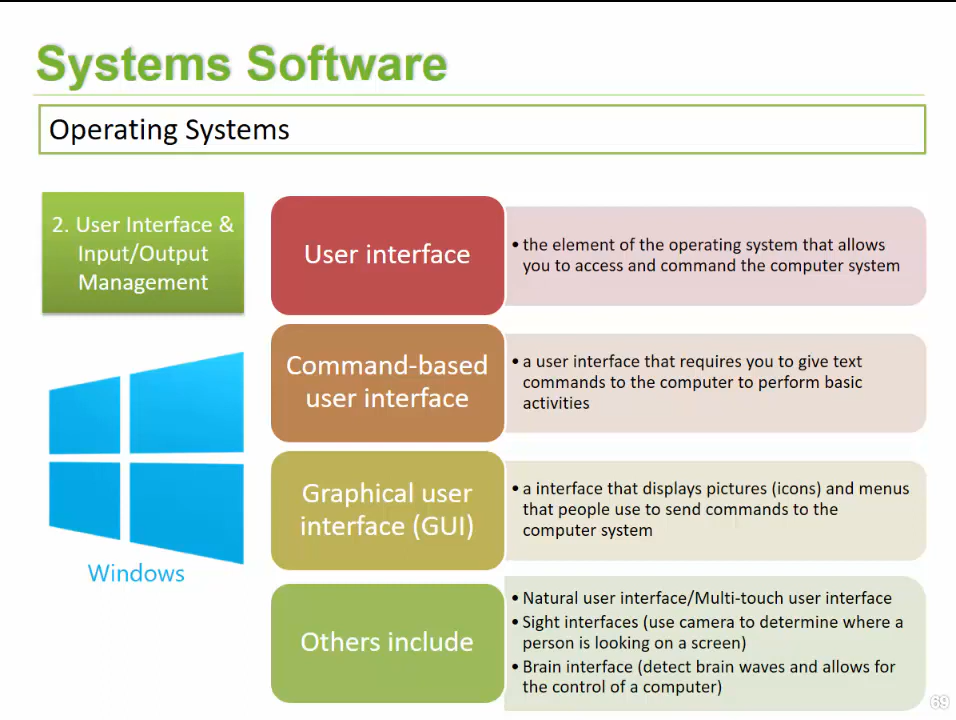 Systems Software
Operating Systems
2. User Interface &
Input/Output
Management
Windows
User interface
• the element of the operating system that allows
you to access and command the computer system
Command-based
user interface
• a user interface that requires you to give text
commands to the computer to perform basic
activities
Graphical user
interface (GUI)
• a interface that displays pictures (icons) and menus
that people use to send commands to the
computer system
Others include
• Natural user interface/Multi-touch user interface
• Sight interfaces (use camera to determine where a
person is looking on a screen)
• Brain interface (detect brain waves and allows for
the control of a computer)
69